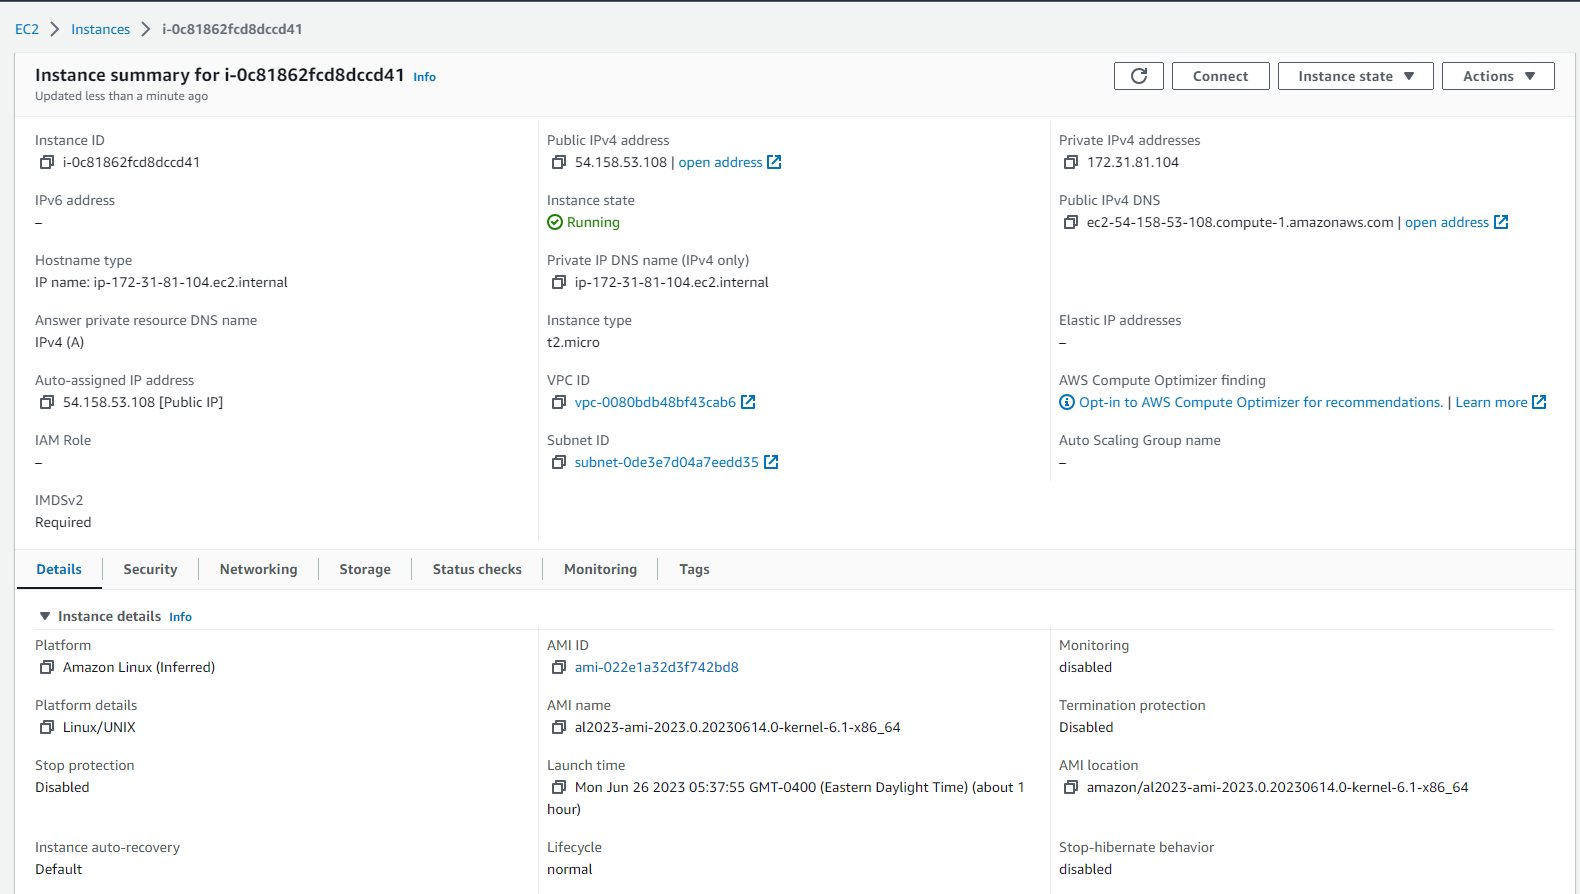 EC2 > Instances > i-0c81862fcd8dccd41
Instance summary for i-0c81862fcd8dccd41 Info
Updated less than a minute ago
Connect
Instance state
Actions
Instance ID
i-0c81862fcd8dccd41
Public IPv4 address
54.158.53.108 | open address
Private IPv4 addresses
172.31.81.104
IPv6 address
–
Instance state
Running
Public IPv4 DNS
ec2-54-158-53-108.compute-1.amazonaws.com | open address
Hostname type
IP name: ip-172-31-81-104.ec2.internal
Private IP DNS name (IPv4 only)
ip-172-31-81-104.ec2.internal
Answer private resource DNS name
IPv4 (A)
Instance type
t2.micro
Elastic IP addresses
–
Auto-assigned IP address
54.158.53.108 [Public IP]
VPC ID
vpc-0080bdb48bf43cab6
AWS Compute Optimizer finding
Opt-in to AWS Compute Optimizer for recommendations. | Learn more
IAM Role
–
Subnet ID
subnet-0de3e7d04a7eedd35
Auto Scaling Group name
–
IMDSv2
Required
Details
Security
Networking
Storage
Status checks
Monitoring
Tags
Instance details Info
Platform
Amazon Linux (Inferred)
AMI ID
ami-022e1a32d3f742bd8
Monitoring
disabled
Platform details
Linux/UNIX
AMI name
al2023-ami-2023.0.20230614.0-kernel-6.1-x86_64
Termination protection
Disabled
Stop protection
Disabled
Launch time
Mon Jun 26 2023 05:37:55 GMT-0400 (Eastern Daylight Time) (about 1
hour)
AMI location
amazon/al2023-ami-2023.0.20230614.0-kernel-6.1-x86_64
Instance auto-recovery
Default
Lifecycle
normal
Stop-hibernate behavior
disabled